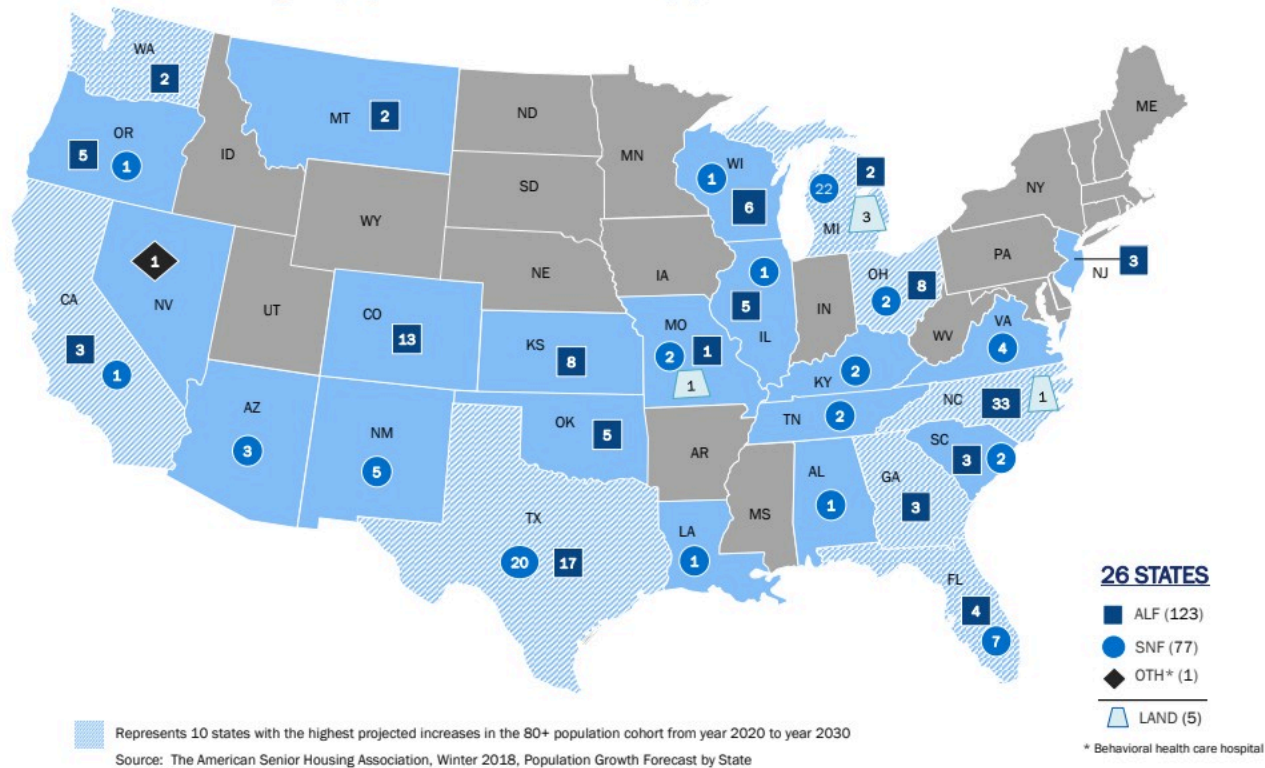 WA
2
MT
2
ND
ME
OR
5
1
ID
MN
WI
1
6
22
2
3
MI
NY
SD
WY
1
NV
NE
IA
1
5
IL
IN
OH
2
8
PA
NJ
3
CA
3
1
UT
CO
13
KS
8
MO
2
1
1
WV
VA
4
KY
2
AZ
3
NM
5
OK
5
AR
TN
2
NC
33
1
SC
3
2
TX
20
17
LA
1
MS
AL
1
GA
3
FL
4
7
26 STATES
ALF (123)
SNF (77)
OTH* (1)
LAND (5)
* Behavioral health care hospital
Represents 10 states with the highest projected increases in the 80+ population cohort from year 2020 to year 2030
Source: The American Senior Housing Association, Winter 2018, Population Growth Forecast by State